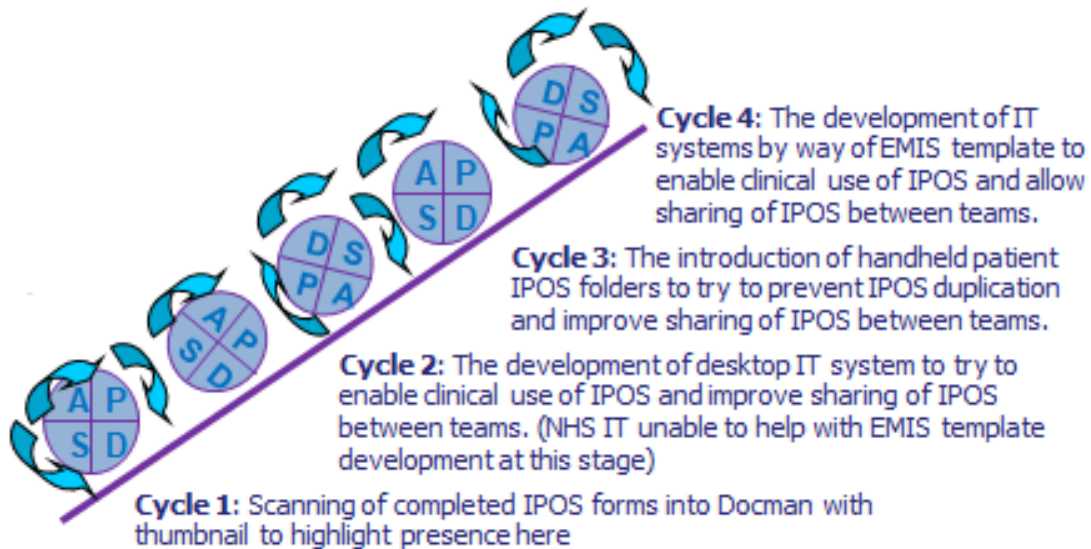 D S
P A
Cycle 4: The development of IT
systems by way of EMIS template to
enable clinical use of IPOS and allow
sharing of IPOS between teams.
A P
S D
D S
P A
Cycle 3: The introduction of handheld patient
IPOS folders to try to prevent IPOS duplication
and improve sharing of IPOS between teams.
A P
S D
Cycle 2: The development of desktop IT system to try to
enable clinical use of IPOS and improve sharing of IPOS
between teams. (NHS IT unable to help with EMIS template
development at this stage)
A P
S D
Cycle 1: Scanning of completed IPOS forms into Docman with
thumbnail to highlight presence here